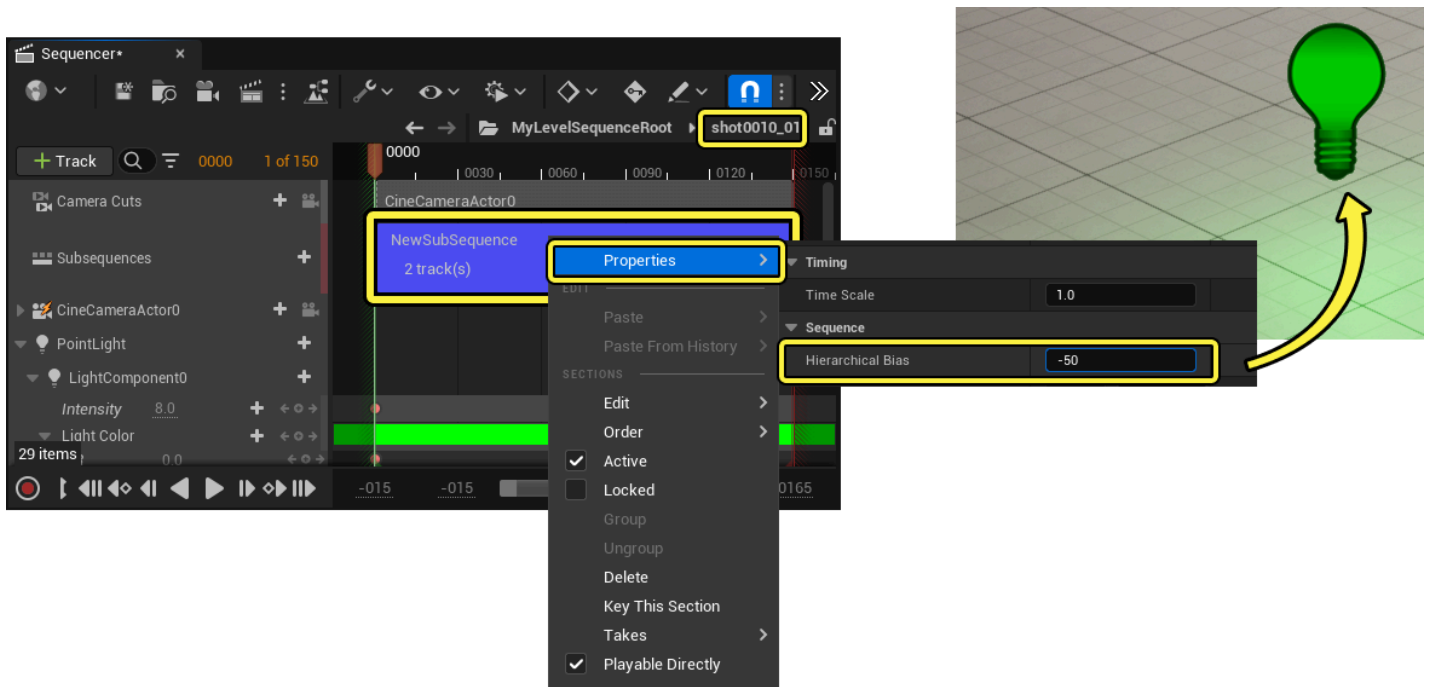 Sequencer*
MyLevelSequenceRoot
shot0010_01
Track
0000
1 of 150
0000
0030
0060
0090
0120
0150
Camera Cuts
CineCameraActor0
Subsequences
NewSubSequence
2 track(s)
CineCameraActor0
PointLight
LightComponent0
Intensity
8.0
Light Color
0.0
29 items
-015
-015
0165
Properties
EDIT
Paste
Paste From History
SECTIONS
Edit
Order
Active
Locked
Group
Ungroup
Delete
Key This Section
Takes
Playable Directly
Timing
Time Scale
1.0
Sequence
Hierarchical Bias
-50